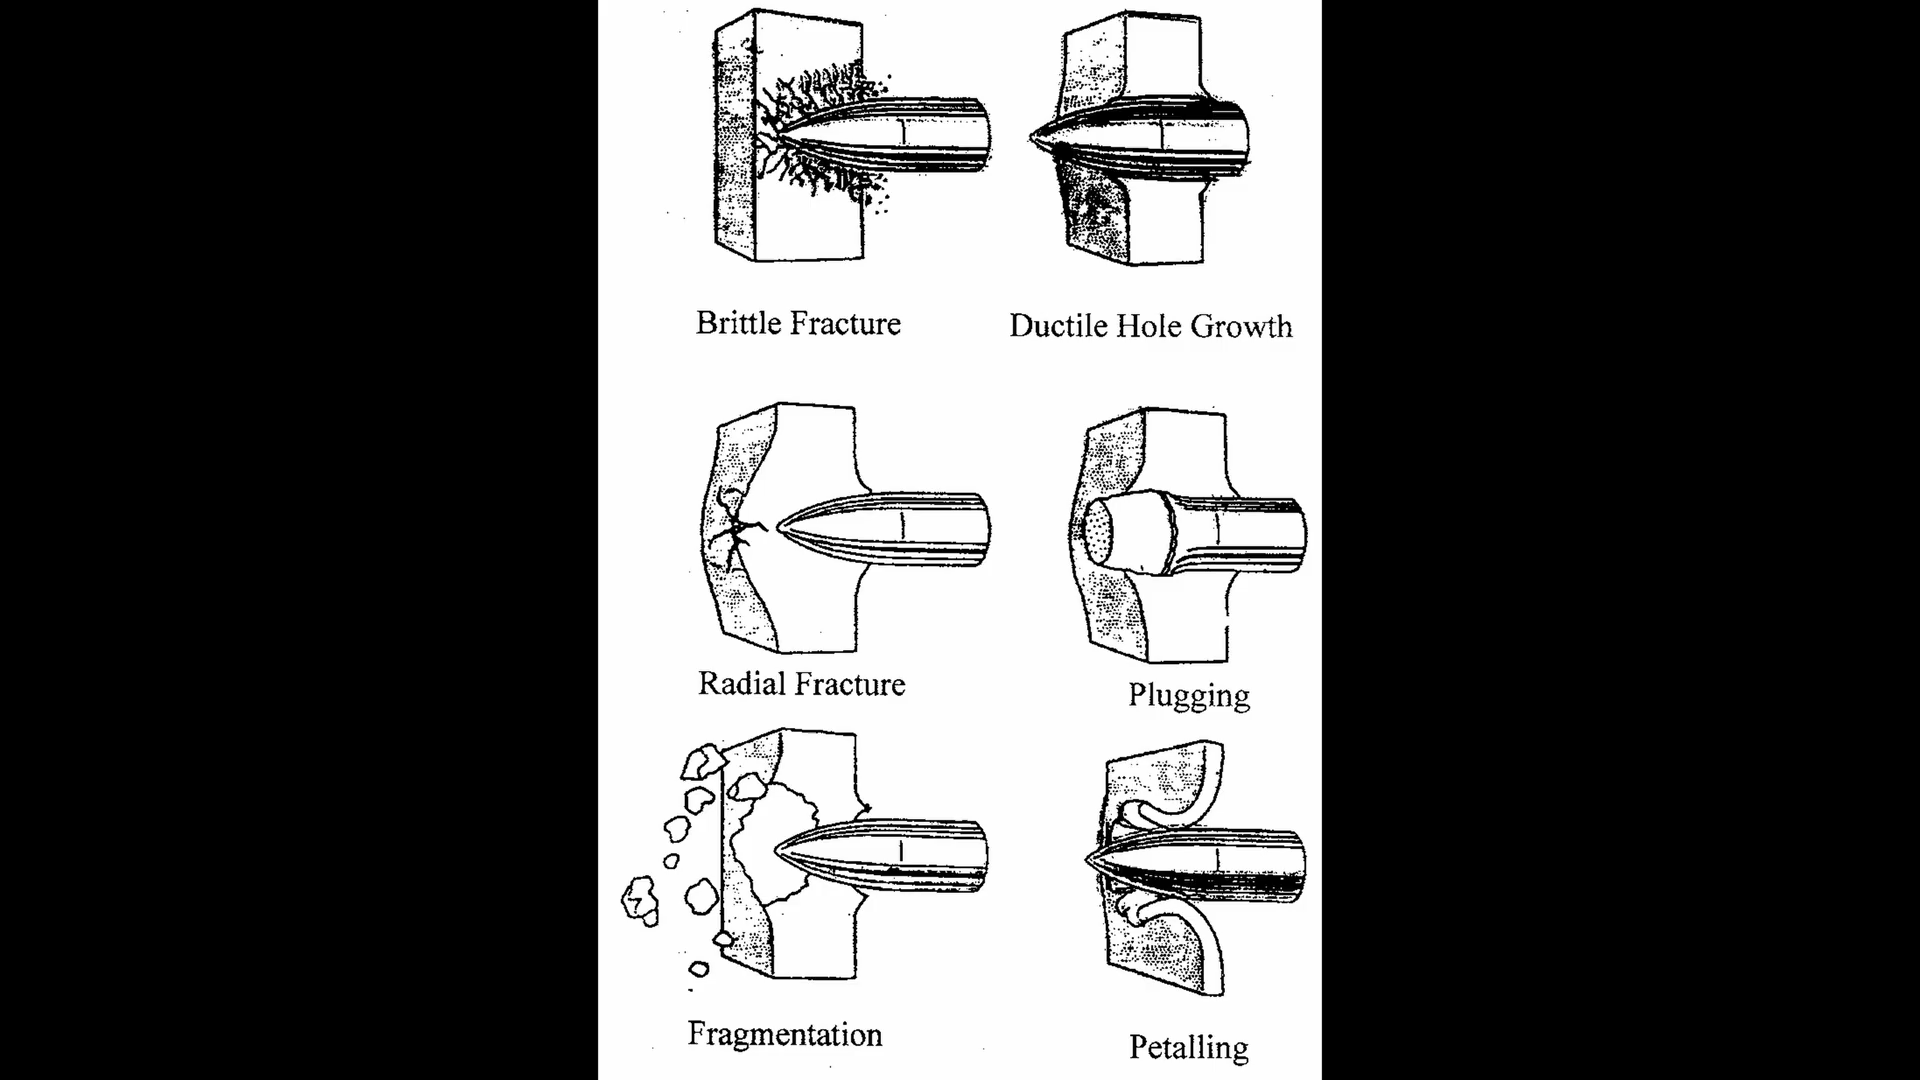 Brittle Fracture
Ductile Hole Growth
Radial Fracture
Plugging
Fragmentation
Petalling